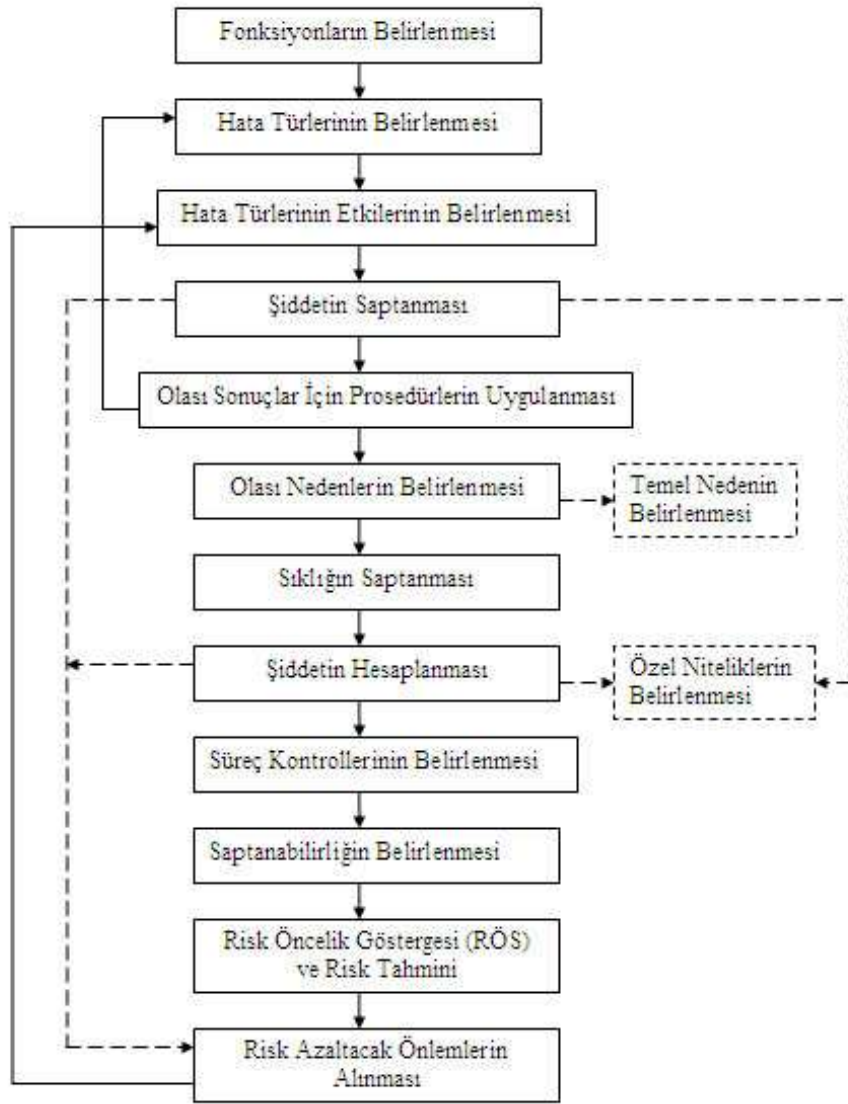 Fonksiyonların Belirlenmesi
Hata Türlerinin Belirlenmesi
Hata Türlerinin Etkilerinin Belirlenmesi
Şiddetin Saptanması
Olası Sonuçlar İçin Prosedürlerin Uygulanması
Olası Nedenlerin Belirlenmesi
Temel Nedenin
Belirlenmesi
Sıklığın Saptanması
Şiddetin Hesaplanması
Özel Niteliklerin
Belirlenmesi
Süreç Kontrollerinin Belirlenmesi
Saptanabilirliğin Belirlenmesi
Risk Öncelik Göstergesi (RÖS)
ve Risk Tahmini
Risk Azaltacak Önlemlerin
Alınması